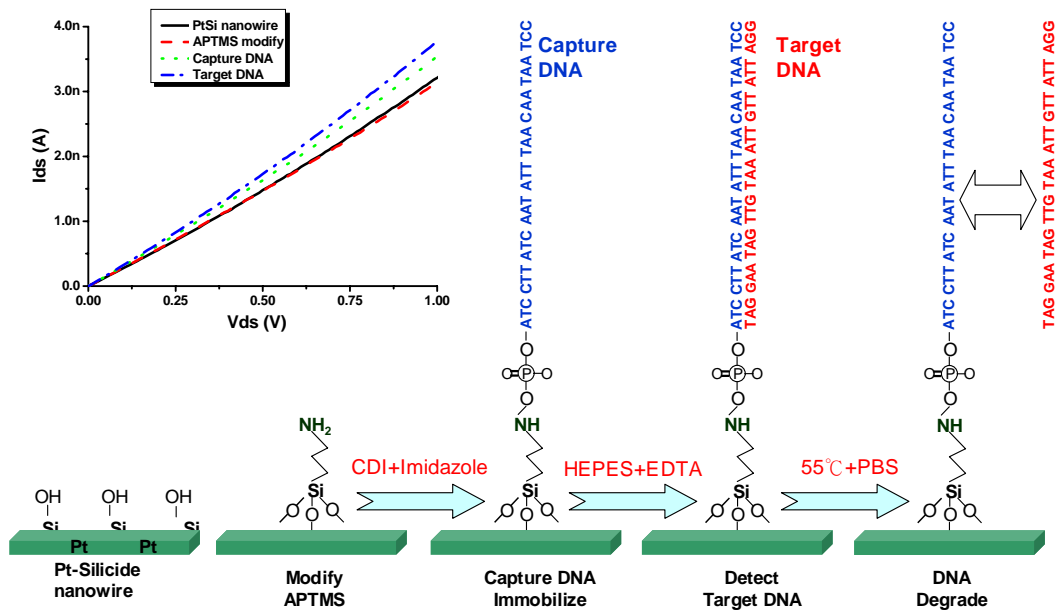 4.0n
3.0n
2.0n
1.0n
0.0
Ids (A)
0.00
0.25
0.50
0.75
1.00
Vds (V)
PtSi nanowire
APTMS modify
Capture DNA
Target DNA
ATC CTT ATC AAT ATT TAA CAA TAA TCC
Capture
DNA
ATC CTT ATC AAT ATT TAA CAA TAA TCC
TAG GAA TAG TTG TAA ATT GTT ATT AGG
Target
DNA
ATC CTT ATC AAT ATT TAA CAA TAA TCC
TAG GAA TAG TTG TAA ATT GTT ATT AGG
O
O=P-O
O
NH
Si
O O O
O
O=P-O
O
NH
Si
O O O
O
O=P-O
O
NH
Si
O O O
NH2
Si
O O O
CDI+Imidazole
HEPES+EDTA
55℃+PBS
OH OH OH
Si Si Si
Pt Pt
Pt-Silicide
nanowire
Modify
APTMS
Capture DNA
Immobilize
Detect
Target DNA
DNA
Degrade